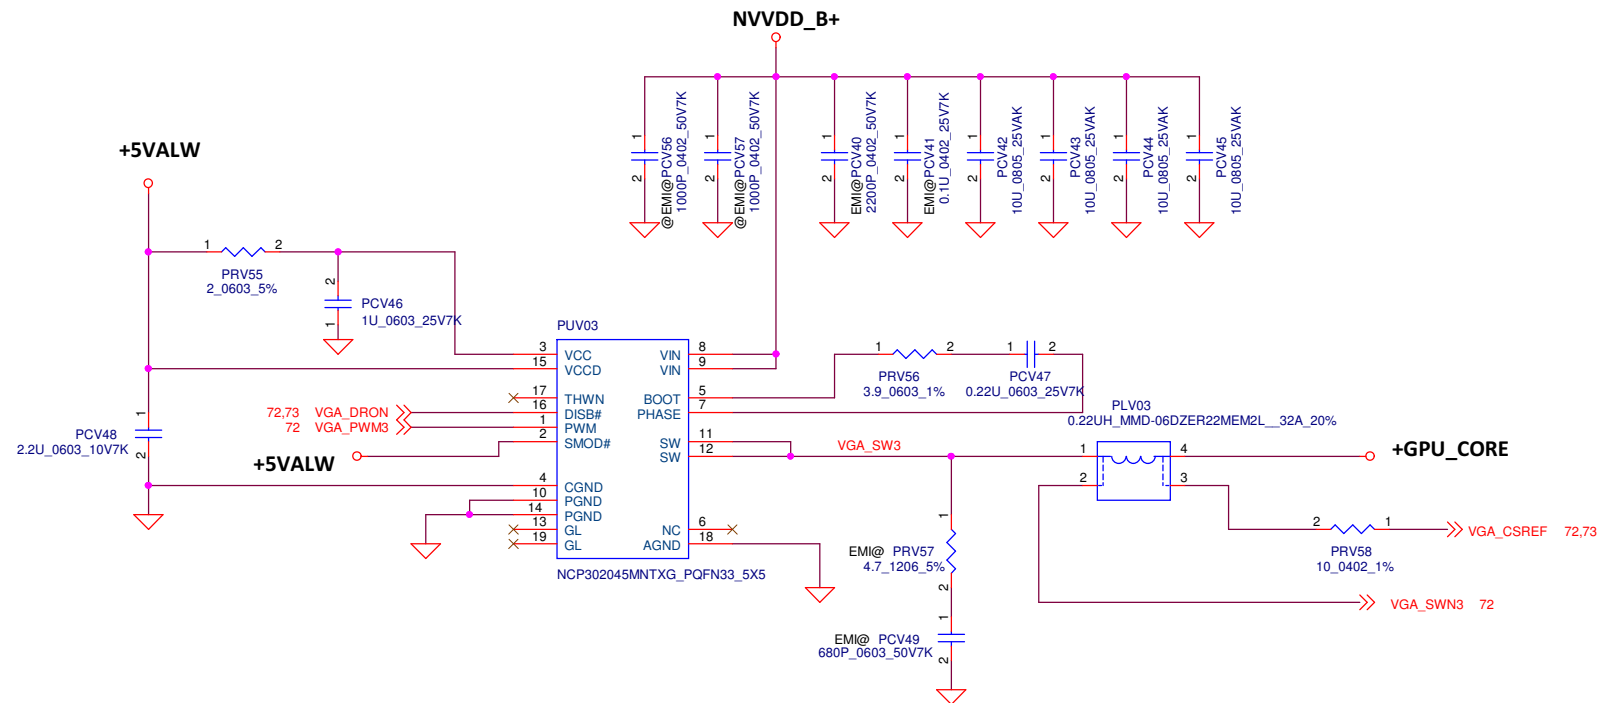 NVVDD_B+
1
2
@EMI@PCV56
1000P_0402_50V7K
1
2
@EMI@PCV57
1000P_0402_50V7K
1
2
EMI@PCV40
2200P_0402_50V7K
1
2
EMI@PCV41
0.1U_0402_25V7K
1
2
PCV42
10U_0805_25VAK
1
2
PCV43
10U_0805_25VAK
1
2
PCV44
10U_0805_25VAK
1
2
PCV45
10U_0805_25VAK
+5VALW
1
2
PRV55
2_0603_5%
2
1
PCV46
1U_0603_25V7K
1
2
PCV48
2.2U_0603_10V7K
72,73 VGA_DRON
72 VGA_PWM3
+5VALW
PUV03
3 VCC
15 VCCD
17 THWN
16 DISB#
1 PWM
2 SMOD#
4 CGND
10 PGND
14 PGND
13 GL
19 GL
VIN 8
VIN 9
BOOT 5
PHASE 7
SW 11
SW 12
NC 6
AGND 18
NCP302045MNTXG_PQFN33_5X5
1
2
PRV56
3.9_0603_1%
1
2
PCV47
0.22U_0603_25V7K
PLV03
0.22UH_MMD-06DZER22MEM2L__32A_20%
VGA_SW3
1
4
2
3
+GPU_CORE
2
1
PRV58
10_0402_1%
VGA_CSREF 72,73
VGA_SWN3 72
1
EMI@ PRV57
4.7_1206_5%
2
1
EMI@ PCV49
680P_0603_50V7K
2